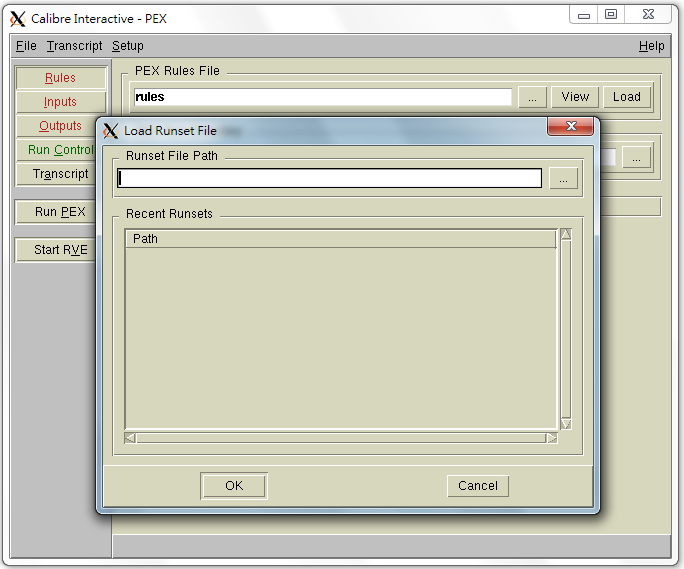 Calibre Interactive - PEX
File Transcript Setup Help
Rules
Inputs
Outputs
Run Control
Transcript
Run PEX
Start RVE
PEX Rules File
rules ... View Load
...
Load Runset File
Runset File Path
...
Recent Runsets
Path
OK Cancel